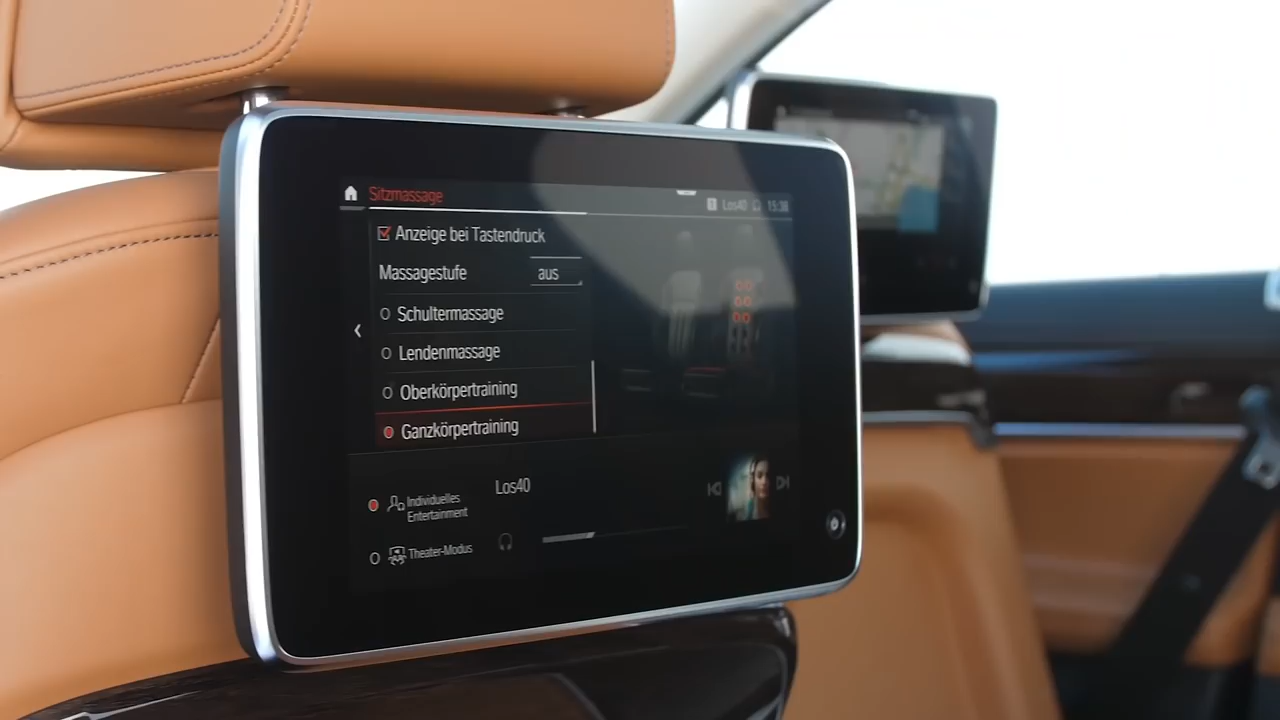 Sitzmassage
Los40 15:38
Anzeige bei Tastendruck
Massagestufe aus
Schultermassage
Lendenmassage
Oberkörpertraining
Ganzkörpertraining
Individuelles
Entertainment
Los40
Theater-Modus